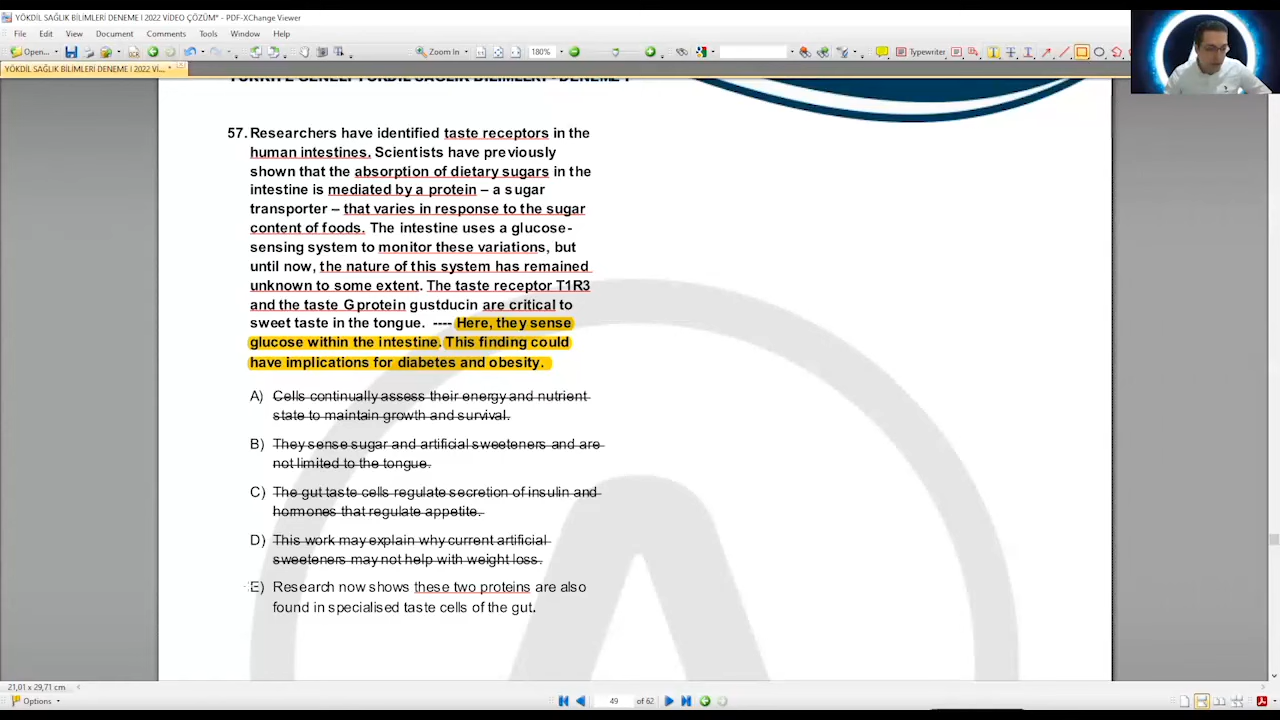 YÖKDİL SAĞLIK BİLİMLERİ DENEME I 2022 VİDEO ÇÖZÜM* - PDF-XChange Viewer
File Edit View Document Comments Tools Window Help
Open... Zoom In 180% Typewriter
YÖKDİL SAĞLIK BİLİMLERİ DENEME I 2022 Vİ... *
TÜRKİYE GENELİ YÖKDİL SAĞLIK BİLİMLERİ - DENEME I
57. Researchers have identified taste receptors in the
human intestines. Scientists have previously
shown that the absorption of dietary sugars in the
intestine is mediated by a protein – a sugar
transporter – that varies in response to the sugar
content of foods. The intestine uses a glucose-
sensing system to monitor these variations, but
until now, the nature of this system has remained
unknown to some extent. The taste receptor T1R3
and the taste G protein gustducin are critical to
sweet taste in the tongue. ---- Here, they sense
glucose within the intestine. This finding could
have implications for diabetes and obesity.
A) Cells continually assess their energy and nutrient
state to maintain growth and survival.
B) They sense sugar and artificial sweeteners and are
not limited to the tongue.
C) The gut taste cells regulate secretion of insulin and
hormones that regulate appetite.
D) This work may explain why current artificial
sweeteners may not help with weight loss.
E) Research now shows these two proteins are also
found in specialised taste cells of the gut.
21,01 x 29,71 cm
Options 49 of 62